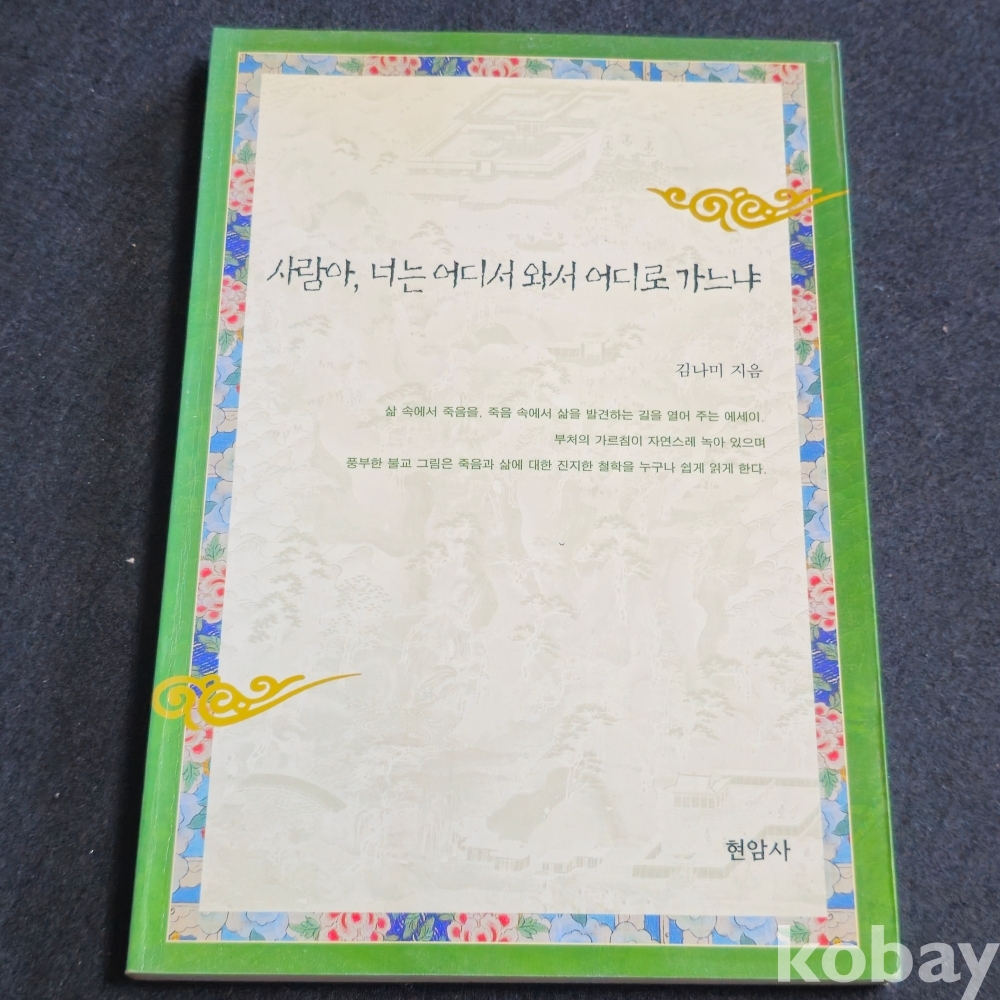 사람아, 너는 어디서 와서 어디로 가느냐
김나미 지음
삶 속에서 죽음을, 죽음 속에서 삶을 발견하는 길을 열어 주는 에세이.
부처의 가르침이 자연스레 녹아 있으며
풍부한 불교 그림은 죽음과 삶에 대한 진지한 철학을 누구나 쉽게 읽게 한다.
현암사
kobay